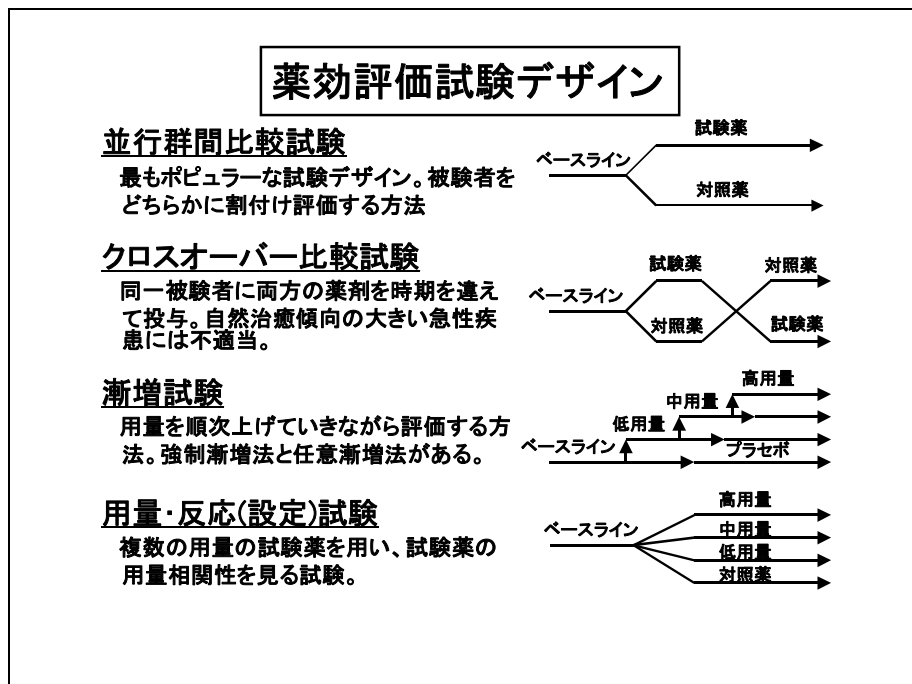 薬効評価試験デザイン
並行群間比較試験
最もポピュラーな試験デザイン。被験者を
どちらかに割付け評価する方法
ベースライン
試験薬
対照薬
クロスオーバー比較試験
同一被験者に両方の薬剤を時期を違え
て投与。自然治癒傾向の大きい急性疾
患には不適当。
ベースライン
試験薬
対照薬
対照薬
試験薬
漸増試験
用量を順次上げていきながら評価する方
法。強制漸増法と任意漸増法がある。
高用量
中用量
低用量
ベースライン
プラセボ
用量・反応(設定)試験
複数の用量の試験薬を用い、試験薬の
用量相関性を見る試験。
ベースライン
高用量
中用量
低用量
対照薬